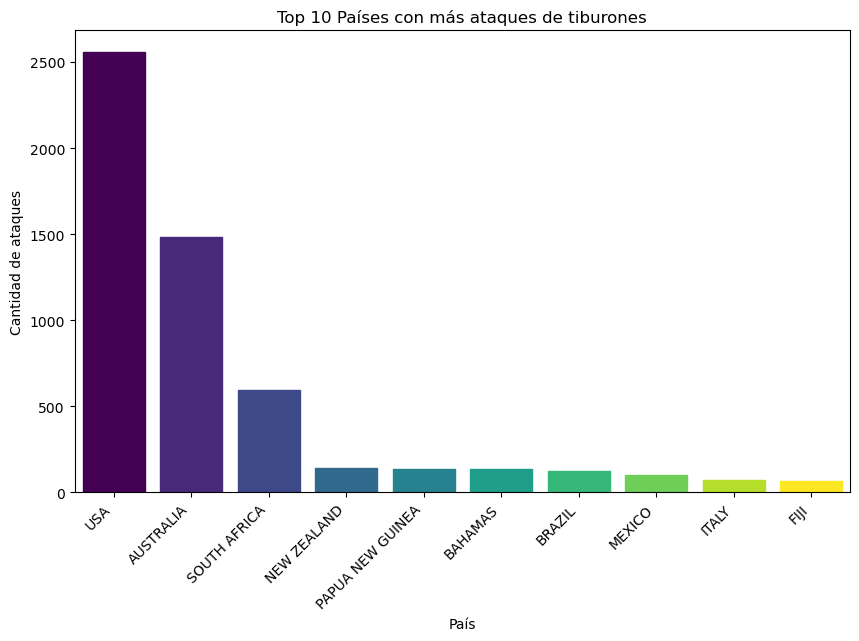 Top 10 Países con más ataques de tiburones
Cantidad de ataques
2500
2000
1500
1000
500
0
USA
AUSTRALIA
SOUTH AFRICA
NEW ZEALAND
PAPUA NEW GUINEA
BAHAMAS
BRAZIL
MEXICO
ITALY
FIJI
País